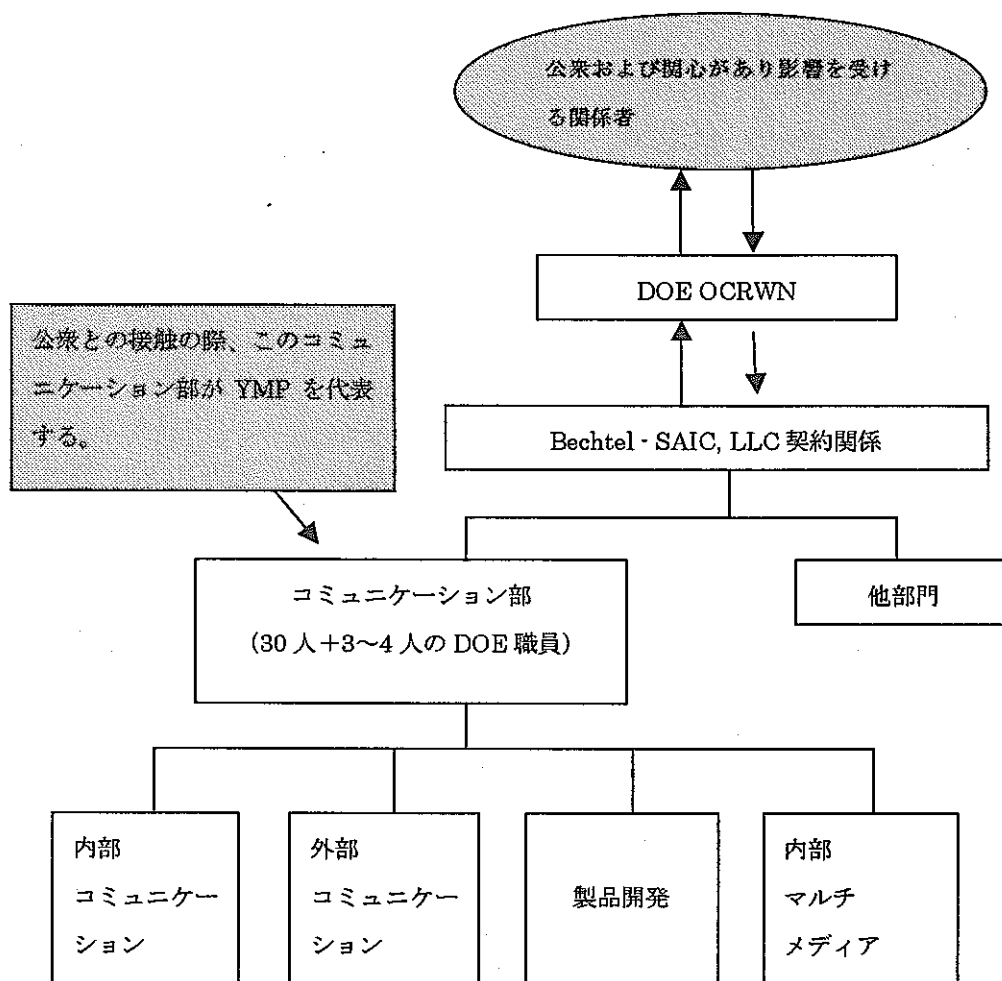 公衆および関心があり影響を受け
る関係者
DOE OCRWN
公衆との接触の際、このコミュ
ニケーション部が YMP を代表
する。
Bechtel・SAIC, LLC 契約関係
コミュニケーション部
(30 人＋3～4 人の DOE 職員)
他部門
内部
コミュニケー
ション
外部
コミュニケー
ション
製品開発
内部
マルチ
メディア